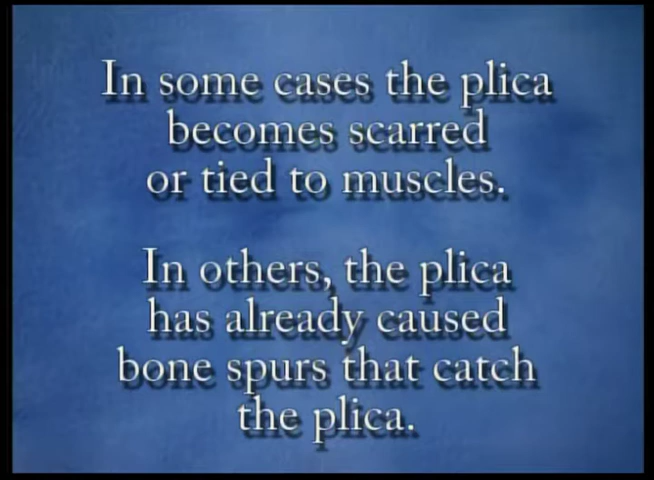 In some cases the plica
becomes scarred
or tied to muscles.
In others, the plica
has already caused
bone spurs that catch
the plica.